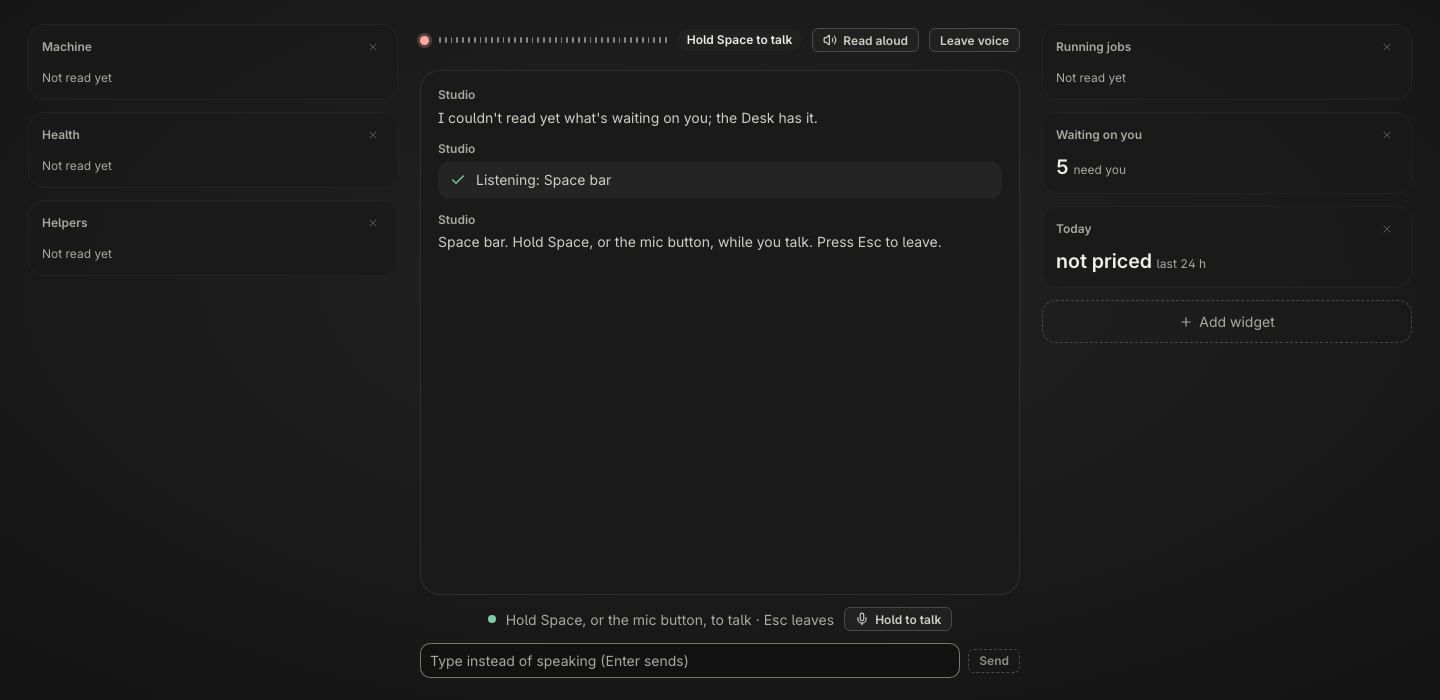 Machine
Not read yet
Health
Not read yet
Helpers
Not read yet
Hold Space to talk
Read aloud
Leave voice
Studio
I couldn't read yet what's waiting on you; the Desk has it.
Studio
Listening: Space bar
Studio
Space bar. Hold Space, or the mic button, while you talk. Press Esc to leave.
Hold Space, or the mic button, to talk · Esc leaves
Hold to talk
Type instead of speaking (Enter sends)
Send
Running jobs
Not read yet
Waiting on you
5 need you
Today
not priced last 24 h
+ Add widget